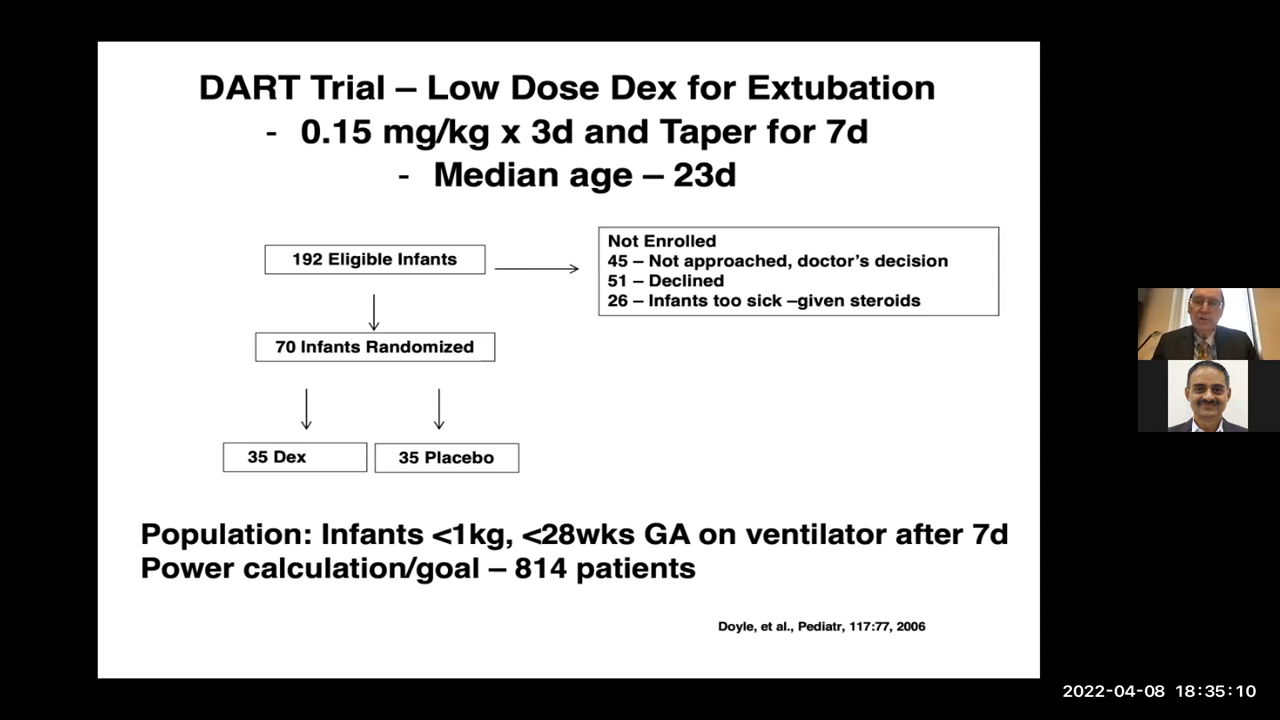 DART Trial – Low Dose Dex for Extubation
- 0.15 mg/kg x 3d and Taper for 7d
- Median age – 23d
192 Eligible Infants
Not Enrolled
45 – Not approached, doctor's decision
51 – Declined
26 – Infants too sick –given steroids
70 Infants Randomized
35 Dex
35 Placebo
Population: Infants <1kg, <28wks GA on ventilator after 7d
Power calculation/goal – 814 patients
Doyle, et al., Pediatr, 117:77, 2006
2022-04-08 18:35:10